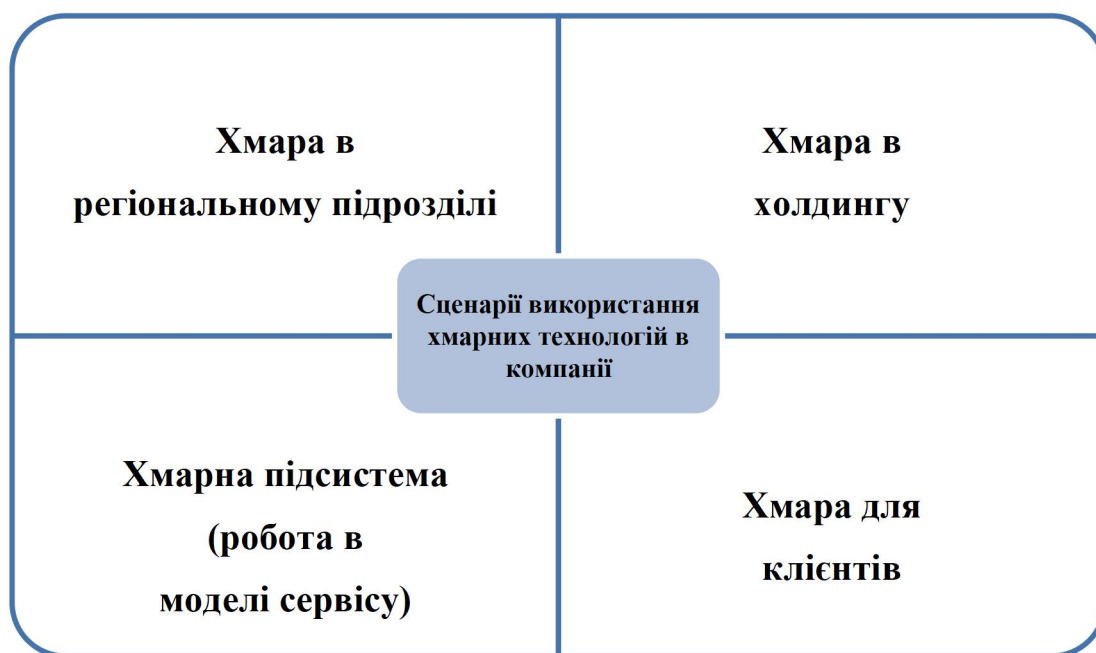 Хмара в
регіональному підрозділі
Хмара в
холдингу
Сценарії використання
хмарних технологій в
компанії
Хмарна підсистема
(робота в
моделі сервісу)
Хмара для
клієнтів